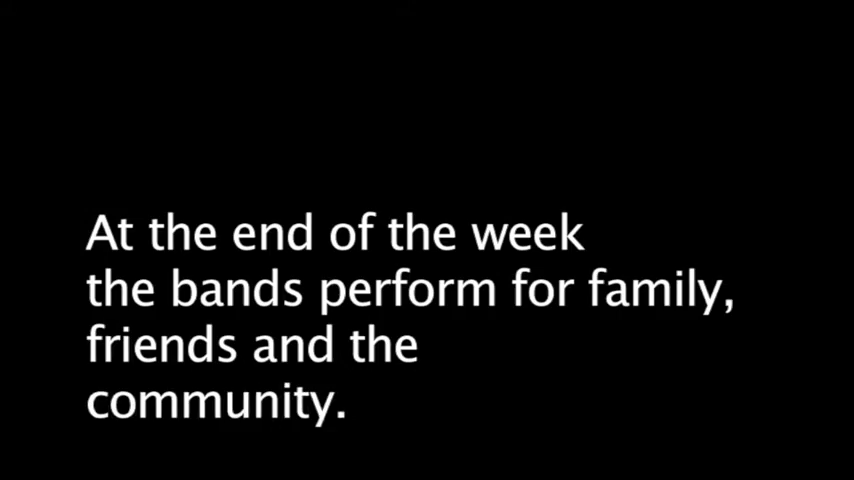 At the end of the week
the bands perform for family,
friends and the
community.